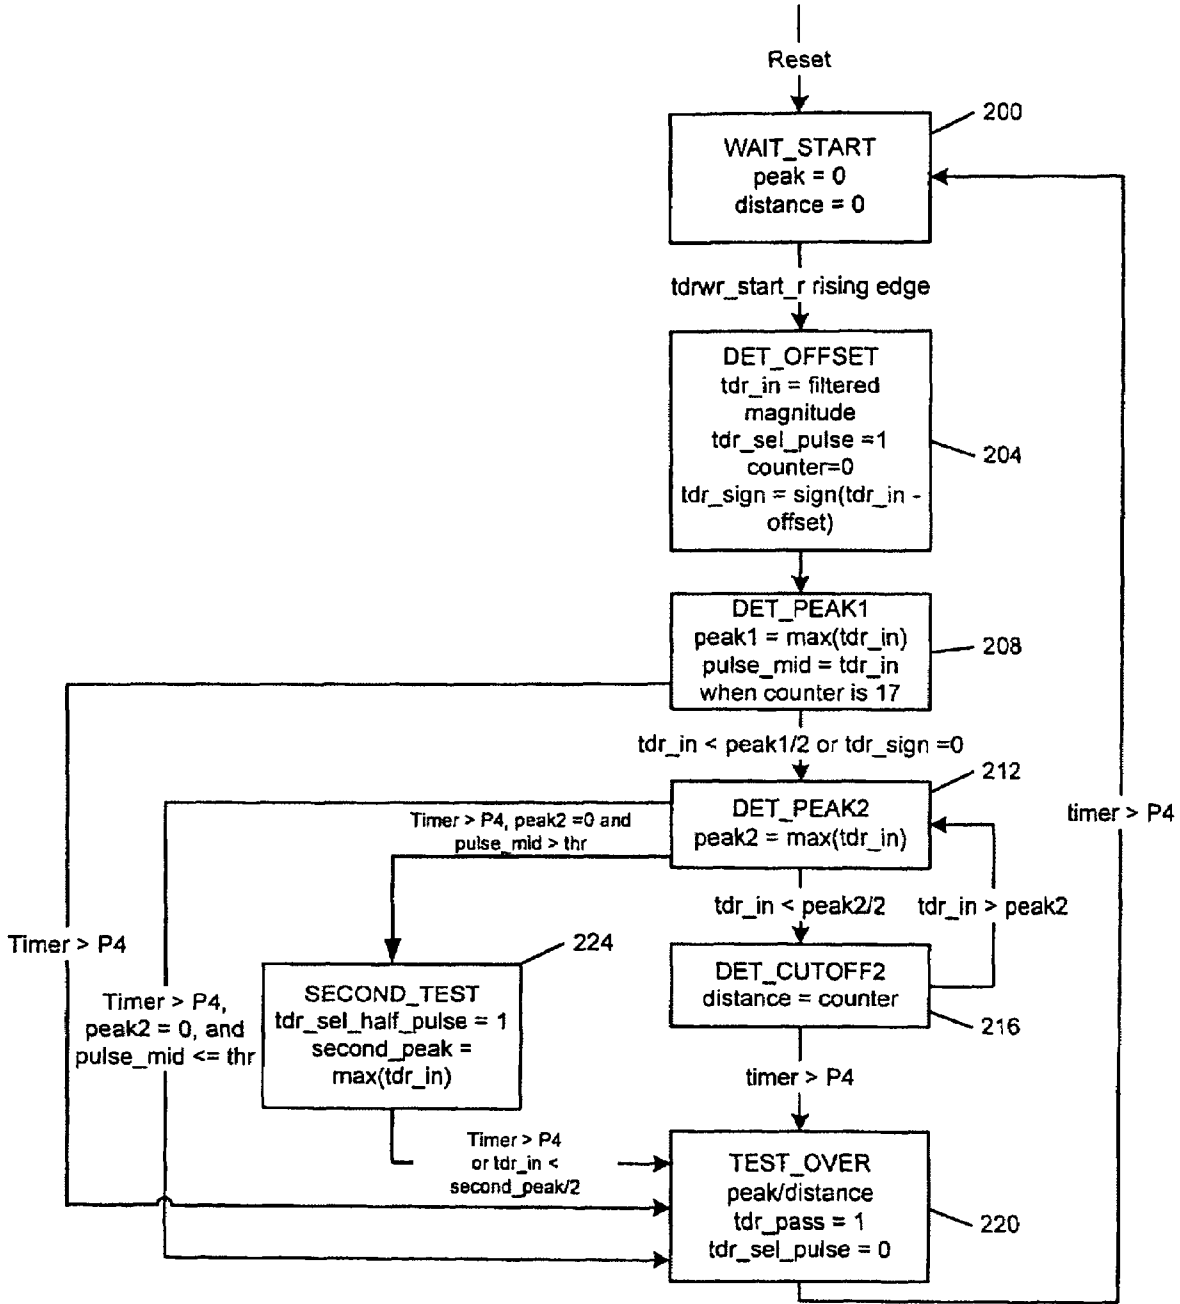 Reset
200
WAIT_START
peak = 0
distance = 0
tdrwr_start_r rising edge
DET_OFFSET
tdr_in = filtered
magnitude
tdr_sel_pulse =1
counter=0
tdr_sign = sign(tdr_in -
offset)
204
DET_PEAK1
peak1 = max(tdr_in)
pulse_mid = tdr_in
when counter is 17
208
tdr_in < peak1/2 or tdr_sign =0
212
DET_PEAK2
peak2 = max(tdr_in)
timer > P4
Timer > P4, peak2 =0 and
pulse_mid > thr
tdr_in < peak2/2
tdr_in > peak2
Timer > P4
224
DET_CUTOFF2
distance = counter
216
SECOND_TEST
tdr_sel_half_pulse = 1
second_peak =
max(tdr_in)
Timer > P4,
peak2 = 0, and
pulse_mid <= thr
timer > P4
Timer > P4
or tdr_in <
second_peak/2
TEST_OVER
peak/distance
tdr_pass = 1
tdr_sel_pulse = 0
220